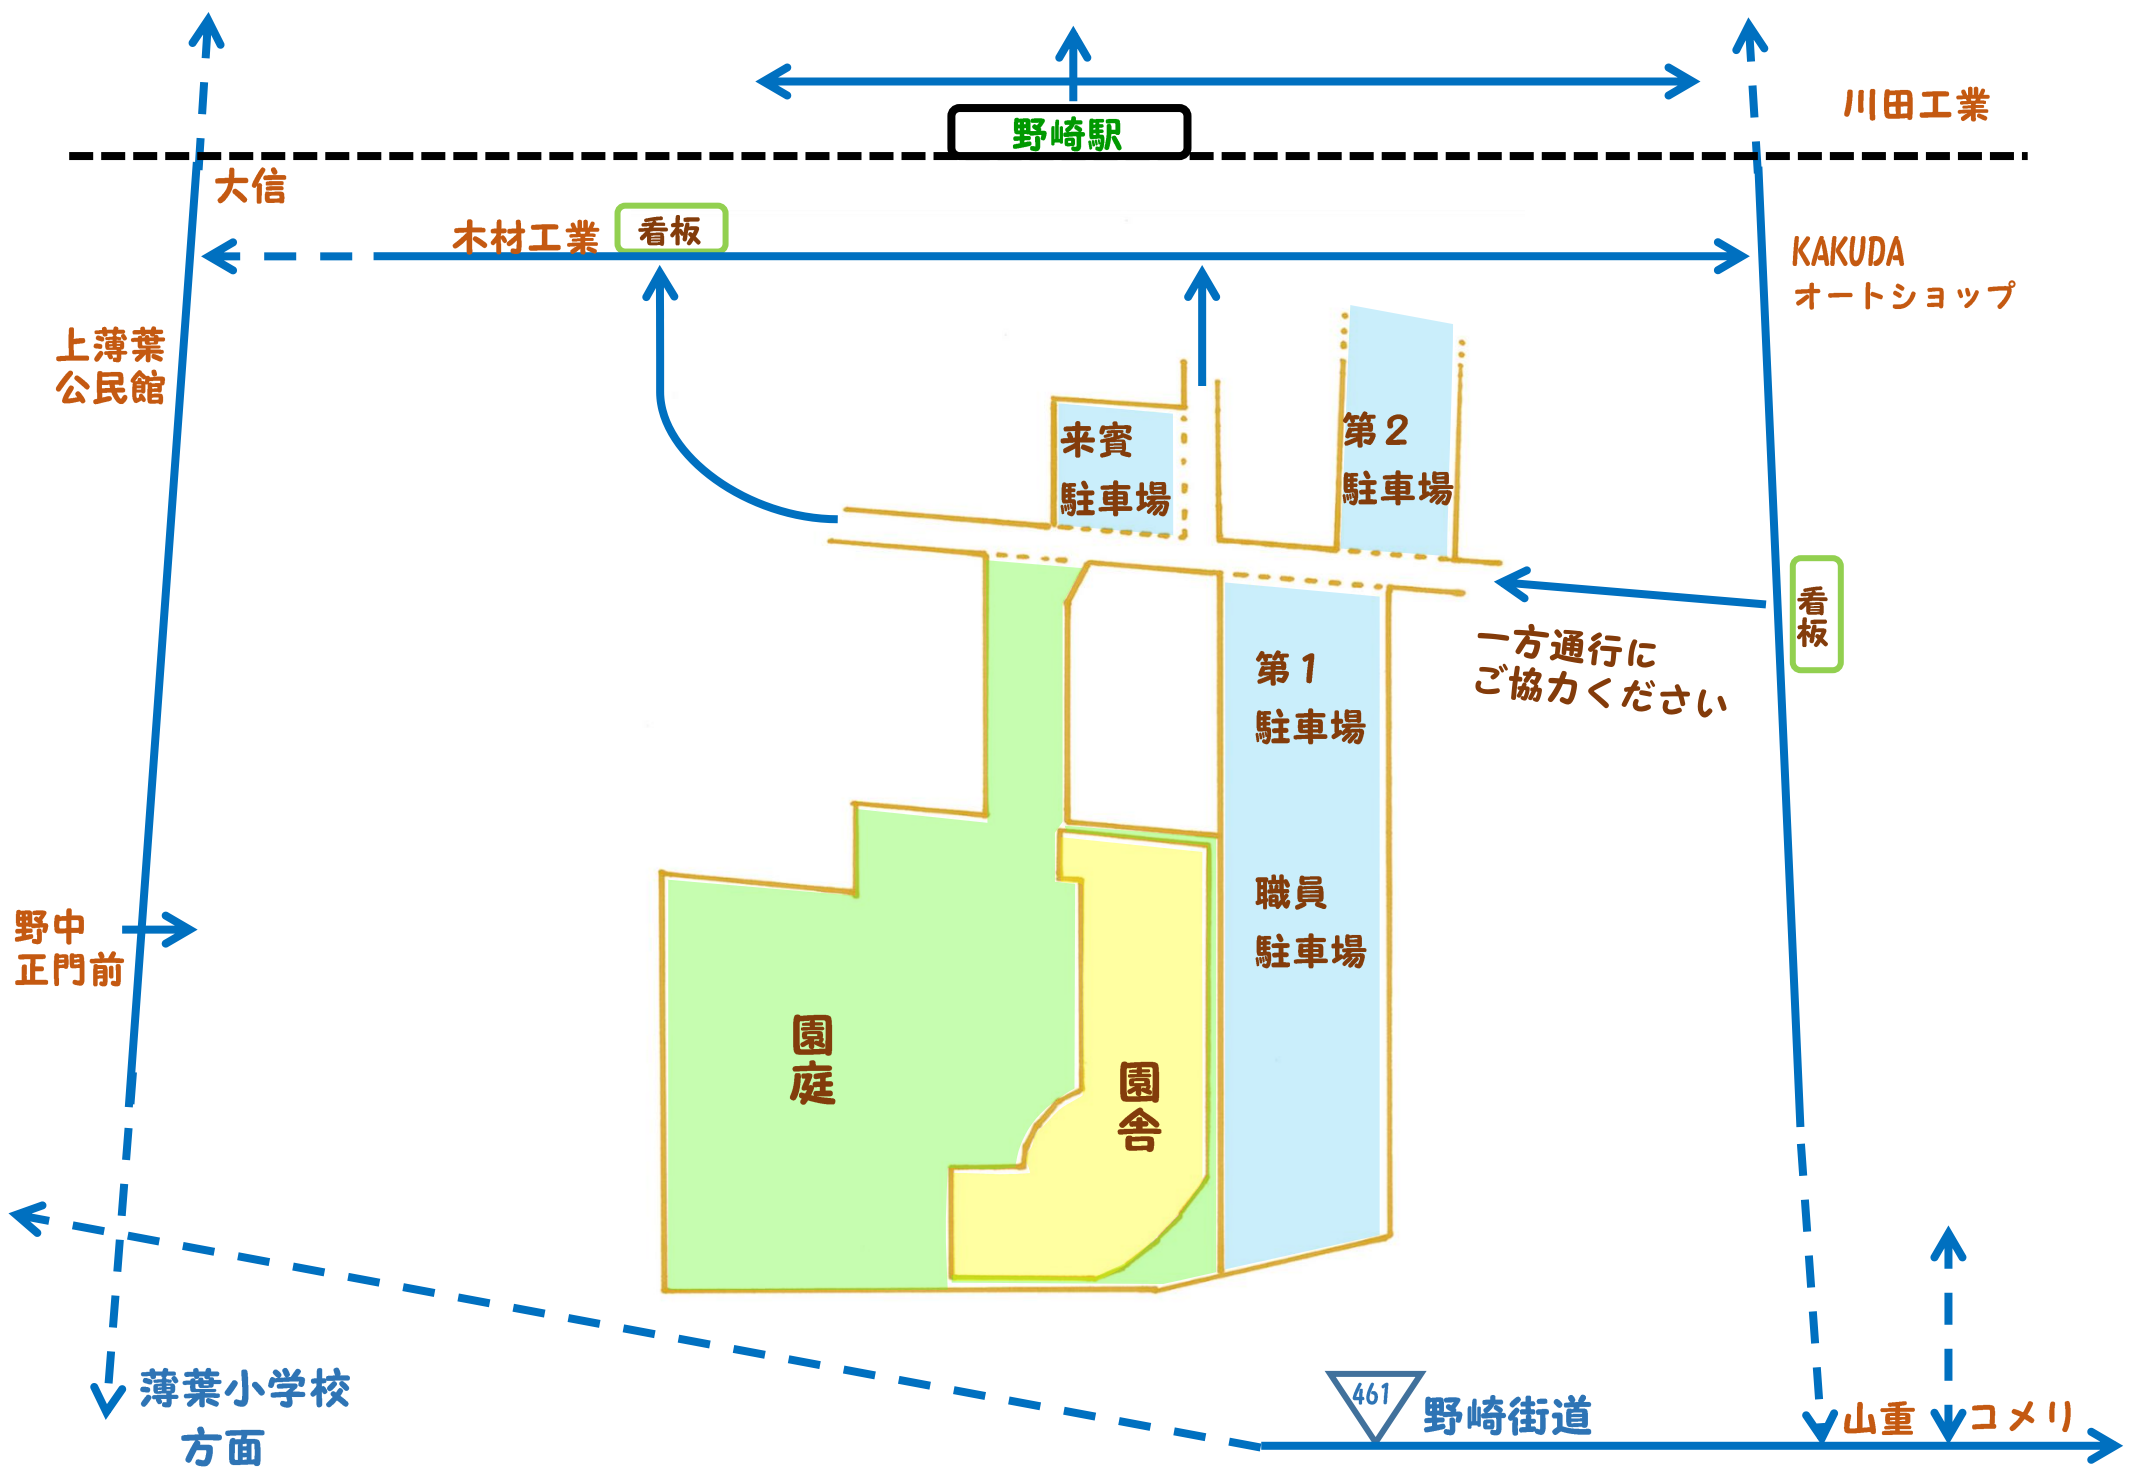 野崎駅
川田工業
大信
木材工業
看板
KAKUDA
オートショップ
上薄葉
公民館
来賓
駐車場
第２
駐車場
看板
一方通行に
ご協力ください
第１
駐車場
職員
駐車場
野中
正門前
園庭
園舎
薄葉小学校
方面
461
野崎街道
山重
コメリ